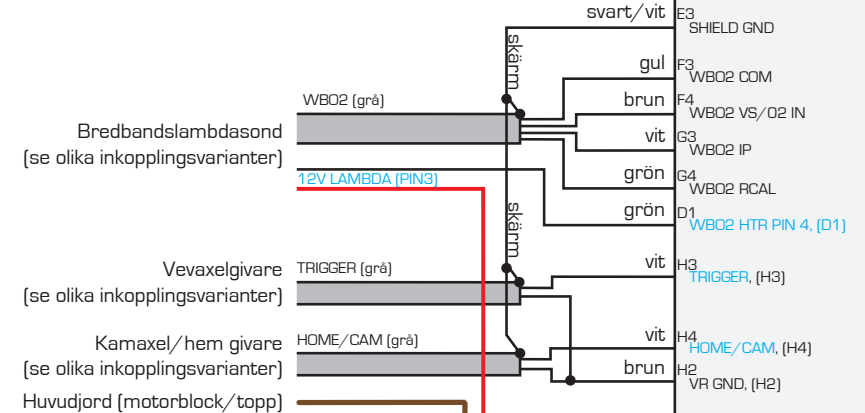 svart/vit E3
SHIELD GND
skärm
gul F3
WBO2 COM
WBO2 (grå)
brun F4
WBO2 VS/O2 IN
Bredbandslambdasond
(se olika inkopplingsvarianter)
vit G3
WBO2 IP
grön G4
WBO2 RCAL
12V LAMBDA (PIN3)
grön D1
WBO2 HTR PIN 4, (D1)
skärm
Vevaxelgivare
(se olika inkopplingsvarianter)
TRIGGER (grå)
vit H3
TRIGGER, (H3)
Kamaxel/hem givare
(se olika inkopplingsvarianter)
HOME/CAM (grå)
vit H4
HOME/CAM, (H4)
brun H2
VR GND, (H2)
Huvudjord (motorblock/topp)